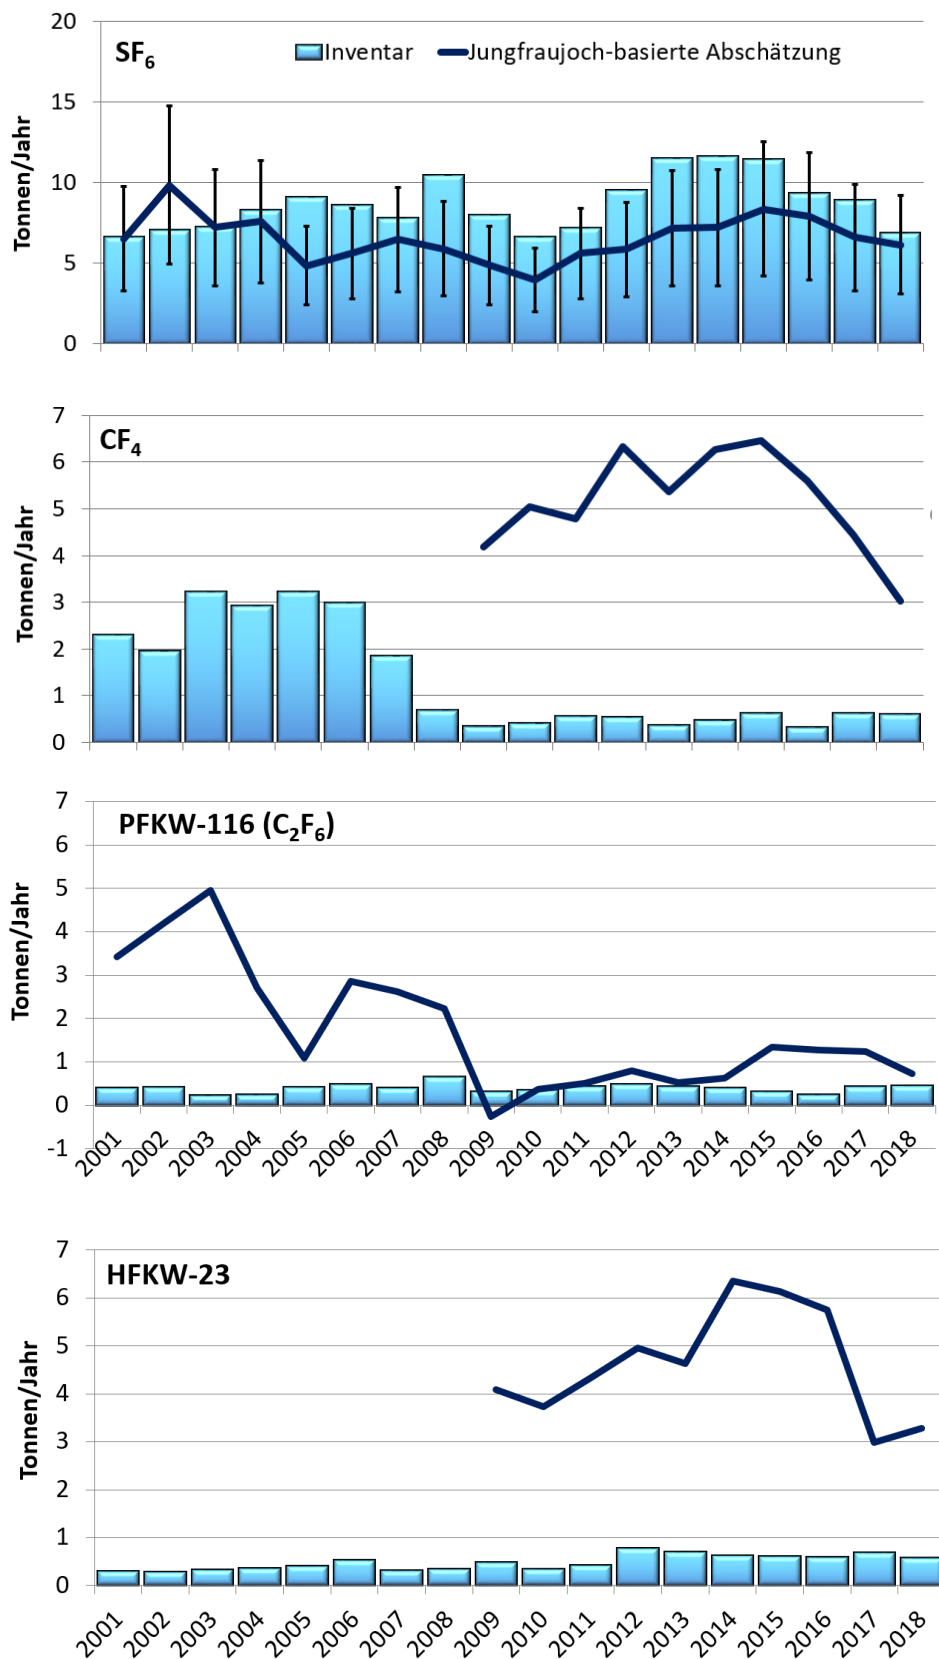 SF₆
Inventar Jungfraujoch-basierte Abschätzung
Tonnen/Jahr
20
15
10
5
0
CF₄
Tonnen/Jahr
7
6
5
4
3
2
1
0
PFKW-116 (C₂F₆)
Tonnen/Jahr
7
6
5
4
3
2
1
0
-1
2001 2002 2003 2004 2005 2006 2007 2008 2009 2010 2011 2012 2013 2014 2015 2016 2017 2018
HFKW-23
Tonnen/Jahr
7
6
5
4
3
2
1
0
2001 2002 2003 2004 2005 2006 2007 2008 2009 2010 2011 2012 2013 2014 2015 2016 2017 2018